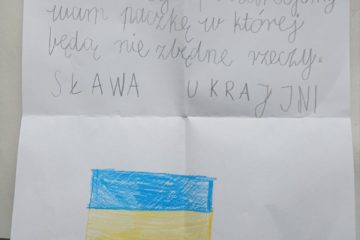 wam paczkę w której
będą nie zbędne rzeczy.
SŁAWA UKRAJINI